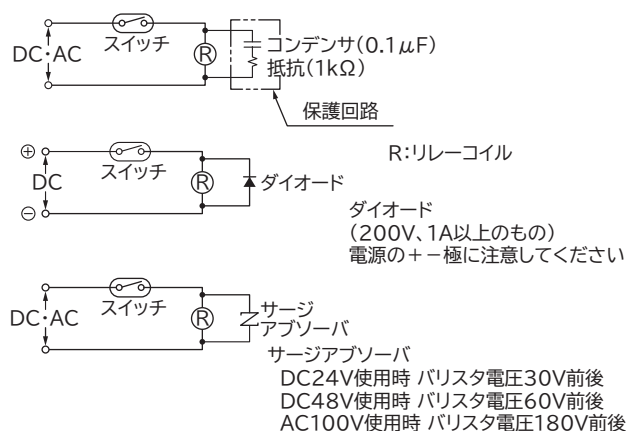 スイッチ
DC・AC
R
コンデンサ(0.1μF)
抵抗(1kΩ)
保護回路
⊕
スイッチ
R:リレーコイル
DC
R
ダイオード
⊖
ダイオード
(200V、1A以上のもの)
電源の+−極に注意してください
スイッチ
DC・AC
R
サージ
アブソーバ
サージアブソーバ
DC24V使用時 バリスタ電圧30V前後
DC48V使用時 バリスタ電圧60V前後
AC100V使用時 バリスタ電圧180V前後